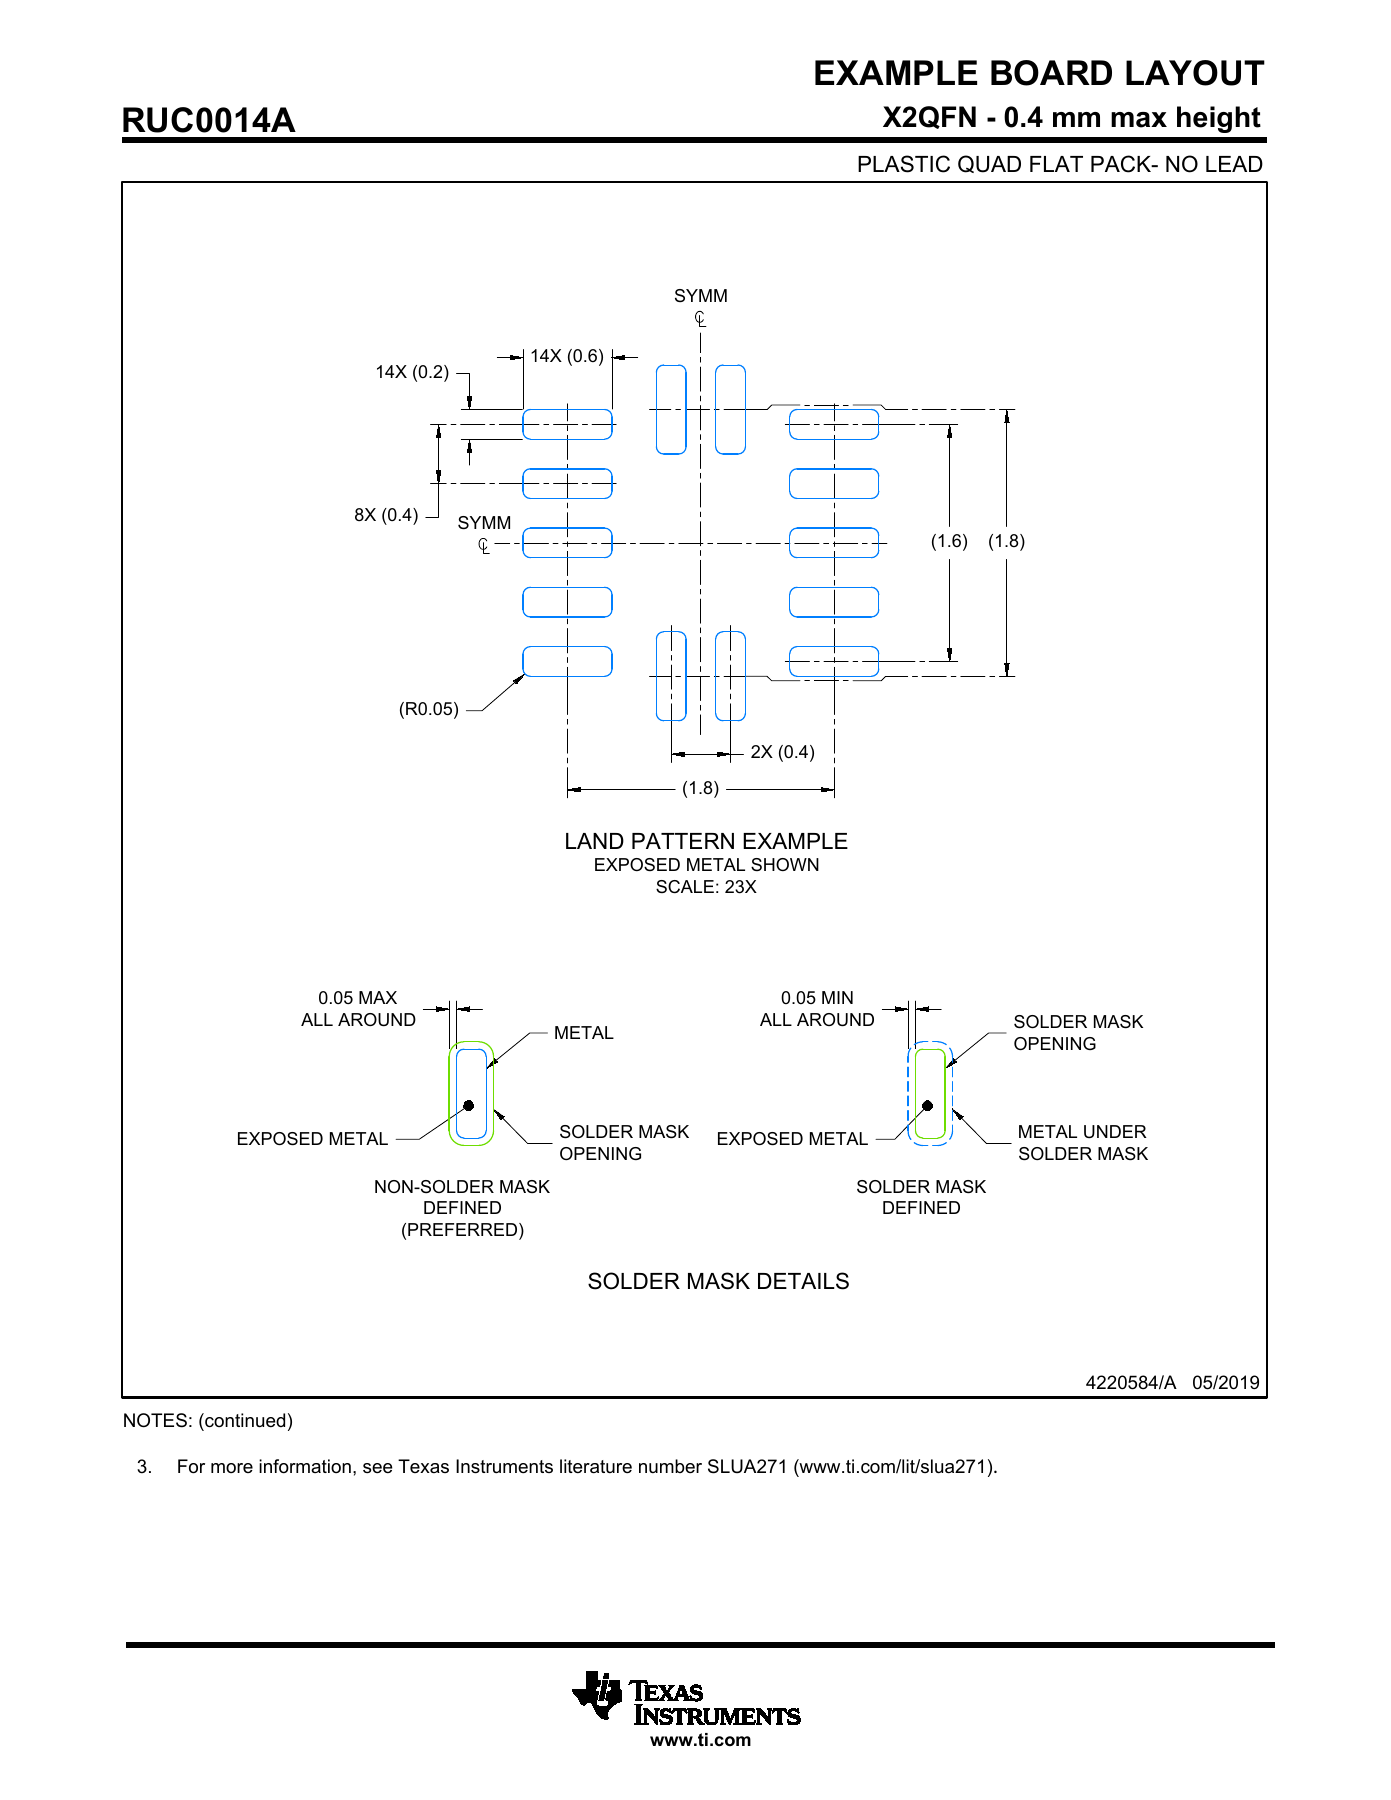 EXAMPLE BOARD LAYOUT
RUC0014A
X2QFN - 0.4 mm max height
PLASTIC QUAD FLAT PACK- NO LEAD
SYMM
℄
14X (0.6)
14X (0.2)
8X (0.4)
SYMM
℄
(1.6)
(1.8)
(R0.05)
2X (0.4)
(1.8)
LAND PATTERN EXAMPLE
EXPOSED METAL SHOWN
SCALE: 23X
0.05 MAX
ALL AROUND
METAL
EXPOSED METAL
SOLDER MASK
OPENING
NON-SOLDER MASK
DEFINED
(PREFERRED)
0.05 MIN
ALL AROUND
SOLDER MASK
OPENING
EXPOSED METAL
METAL UNDER
SOLDER MASK
SOLDER MASK
DEFINED
SOLDER MASK DETAILS
4220584/A 05/2019
NOTES: (continued)
3. For more information, see Texas Instruments literature number SLUA271 (www.ti.com/lit/slua271).
TEXAS
INSTRUMENTS
www.ti.com